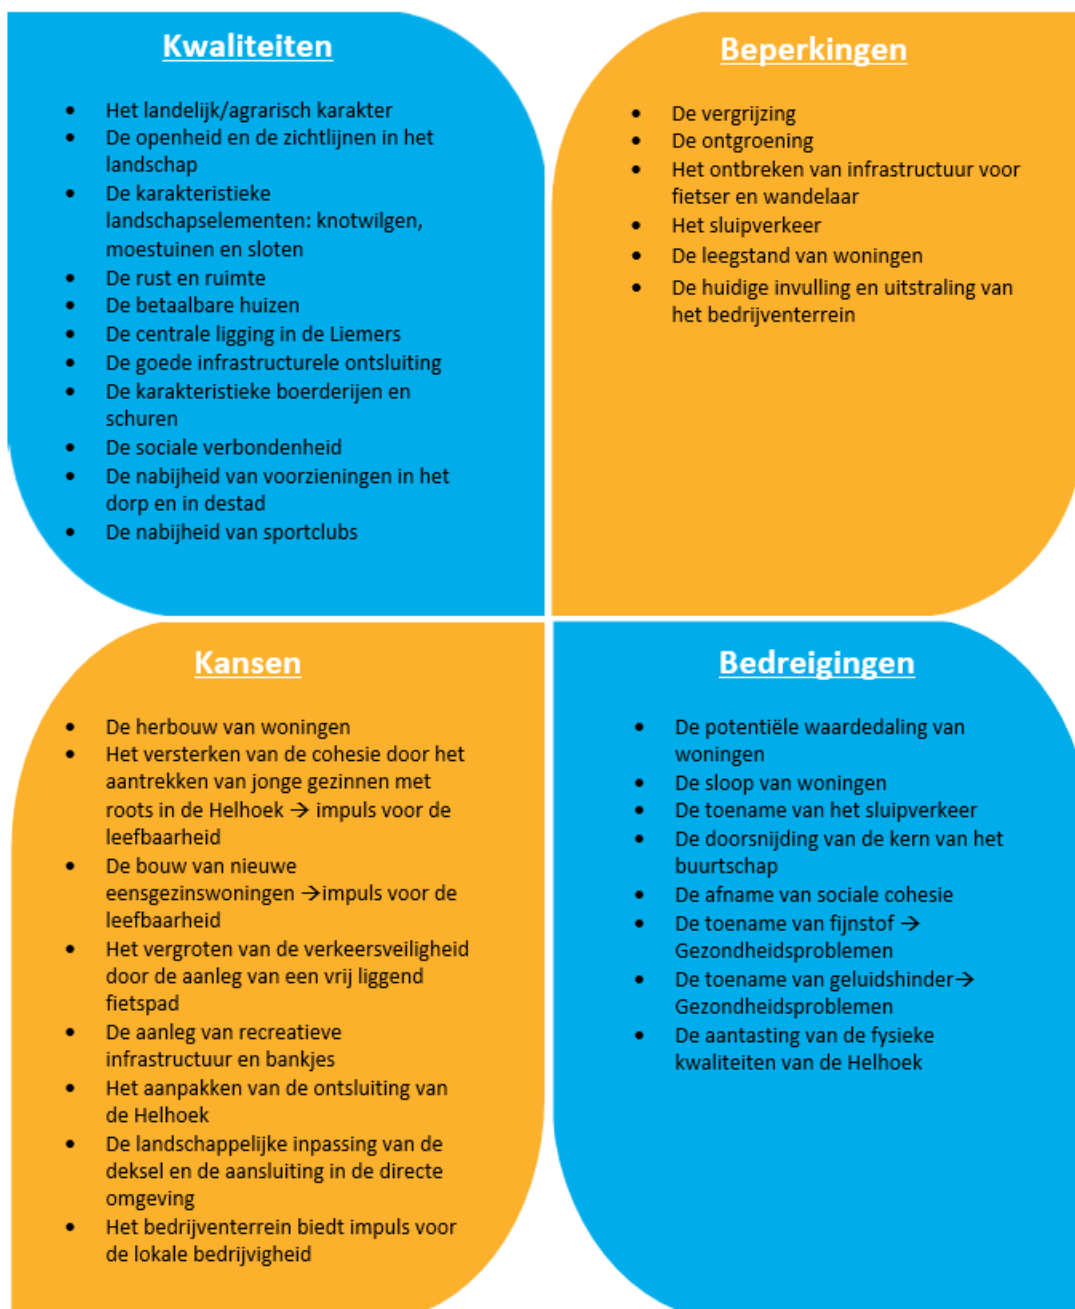 Kwaliteiten
• Het landelijk/agrarisch karakter
• De openheid en de zichtlijnen in het
landschap
• De karakteristieke
landschapselementen: knotwilgen,
moestuinen en sloten
• De rust en ruimte
• De betaalbare huizen
• De centrale ligging in de Liemers
• De goede infrastructurele ontsluiting
• De karakteristieke boerderijen en
schuren
• De sociale verbondenheid
• De nabijheid van voorzieningen in het
dorp en in destad
• De nabijheid van sportclubs
Beperkingen
• De vergrijzing
• De ontgroening
• Het ontbreken van infrastructuur voor
fietser en wandelaar
• Het sluipverkeer
• De leegstand van woningen
• De huidige invulling en uitstraling van
het bedrijventerrein
Kansen
• De herbouw van woningen
• Het versterken van de cohesie door het
aantrekken van jonge gezinnen met
roots in de Helhoek → impuls voor de
leefbaarheid
• De bouw van nieuwe
eensgezinswoningen →impuls voor de
leefbaarheid
• Het vergroten van de verkeersveiligheid
door de aanleg van een vrij liggend
fietspad
• De aanleg van recreatieve
infrastructuur en bankjes
• Het aanpakken van de ontsluiting van
de Helhoek
• De landschappelijke inpassing van de
deksel en de aansluiting in de directe
omgeving
• Het bedrijventerrein biedt impuls voor
de lokale bedrijvigheid
Bedreigingen
• De potentiële waardedaling van
woningen
• De sloop van woningen
• De toename van het sluipverkeer
• De doorsnijding van de kern van het
buurtschap
• De afname van sociale cohesie
• De toename van fijnstof →
Gezondheidsproblemen
• De toename van geluidshinder→
Gezondheidsproblemen
• De aantasting van de fysieke
kwaliteiten van de Helhoek